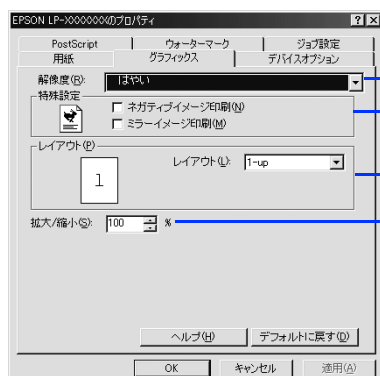 EPSON LP-XXXXXXXのプロパティ
PostScript ウォーターマーク ジョブ設定
用紙 グラフィックス デバイスオプション
解像度(R): はやい
特殊設定
ネガティブイメージ印刷(N)
ミラーイメージ印刷(M)
レイアウト(P)
レイアウト(L): 1-up
1
拡大/縮小(S): 100 %
ヘルプ(H) デフォルトに戻す(D)
OK キャンセル 適用(A)